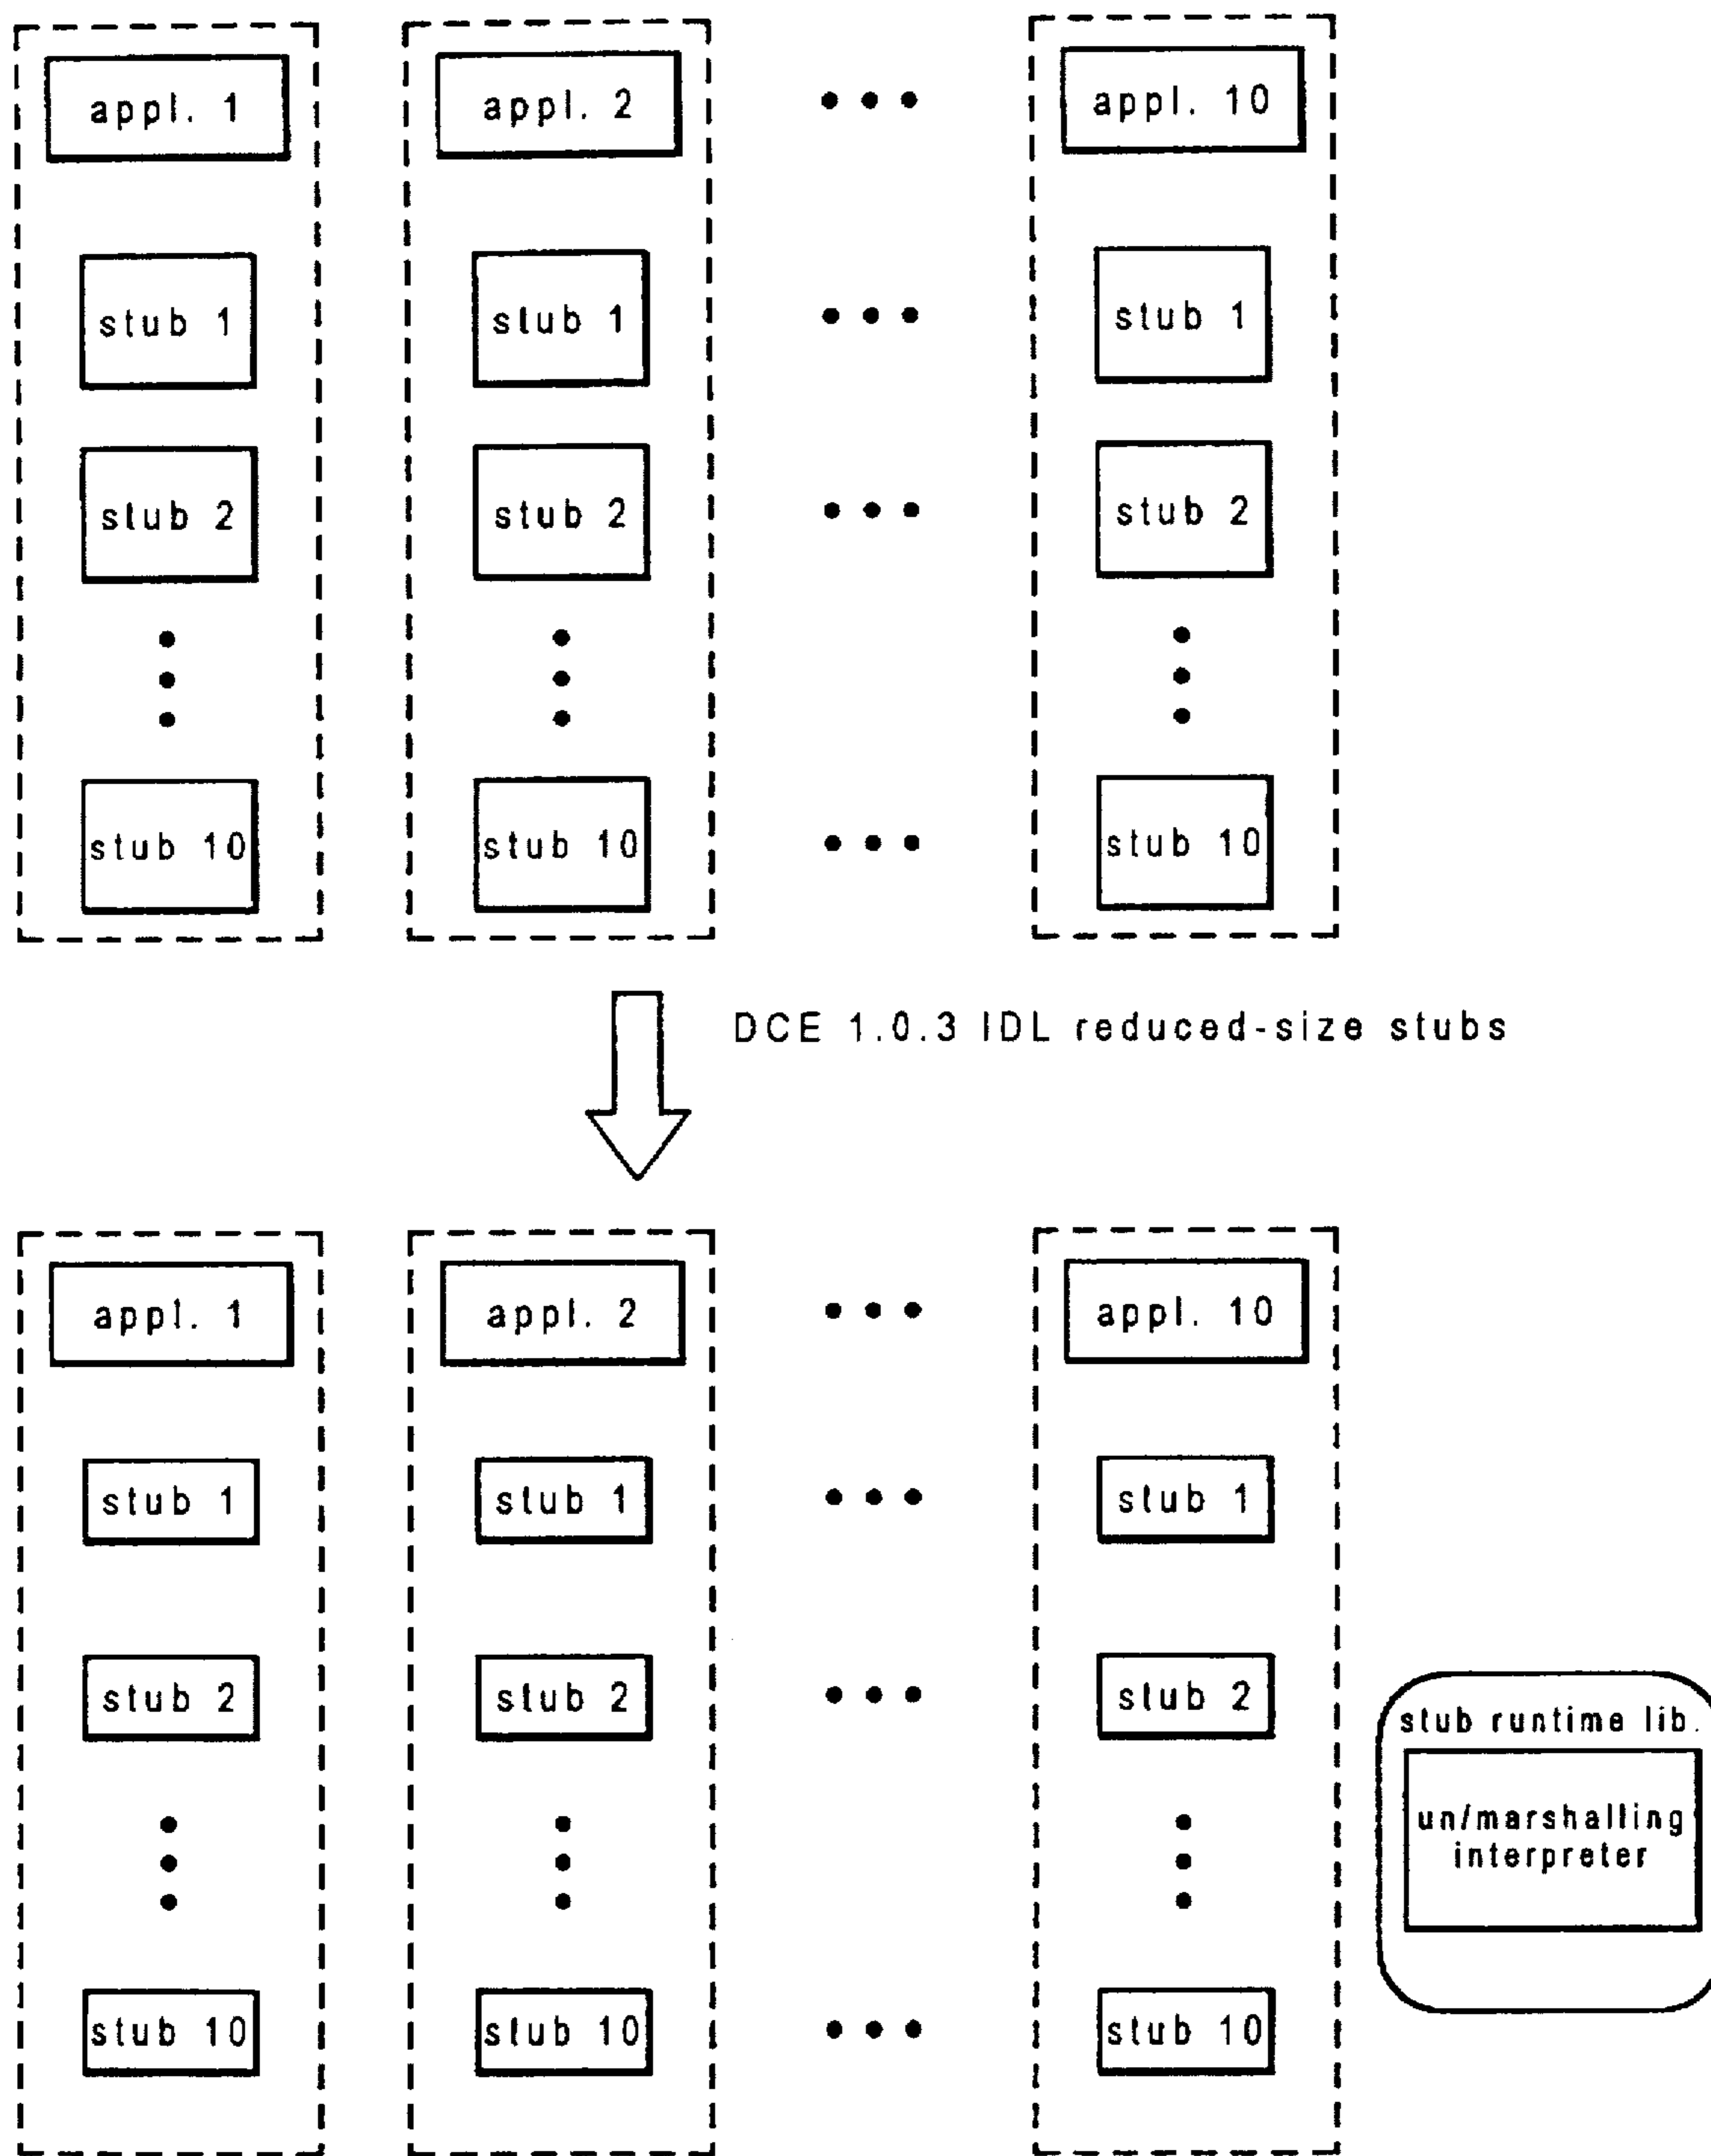 appl. 1
appl. 2
appl. 10
stub 1
stub 1
stub 1
stub 2
stub 2
stub 2
stub 10
stub 10
stub 10
DCE 1.0.3 IDL reduced-size stubs
appl. 1
appl. 2
appl. 10
stub 1
stub 1
stub 1
stub 2
stub 2
stub 2
stub runtime lib.
un/marshalling
interpreter
stub 10
stub 10
stub 10